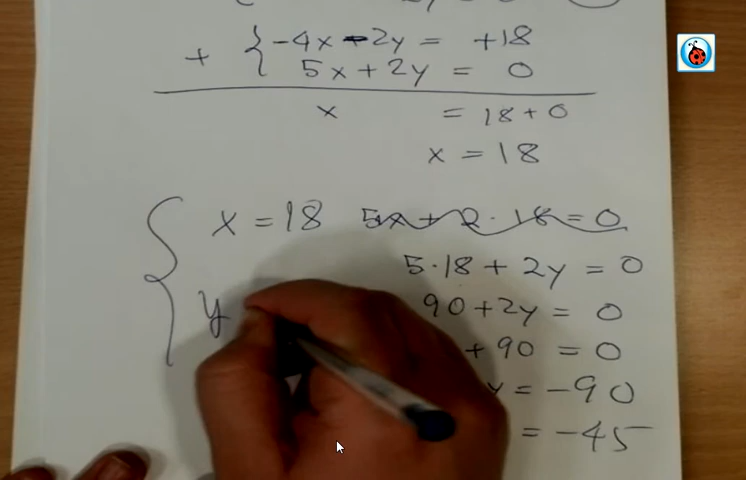 -4x - 2y = +18
+ { 5x + 2y = 0
x = 18 + 0
x = 18
{ x = 18 5x + 2 · 18 = 0
5 · 18 + 2y = 0
y 90 + 2y = 0
+ 90 = 0
y = -90
= -45